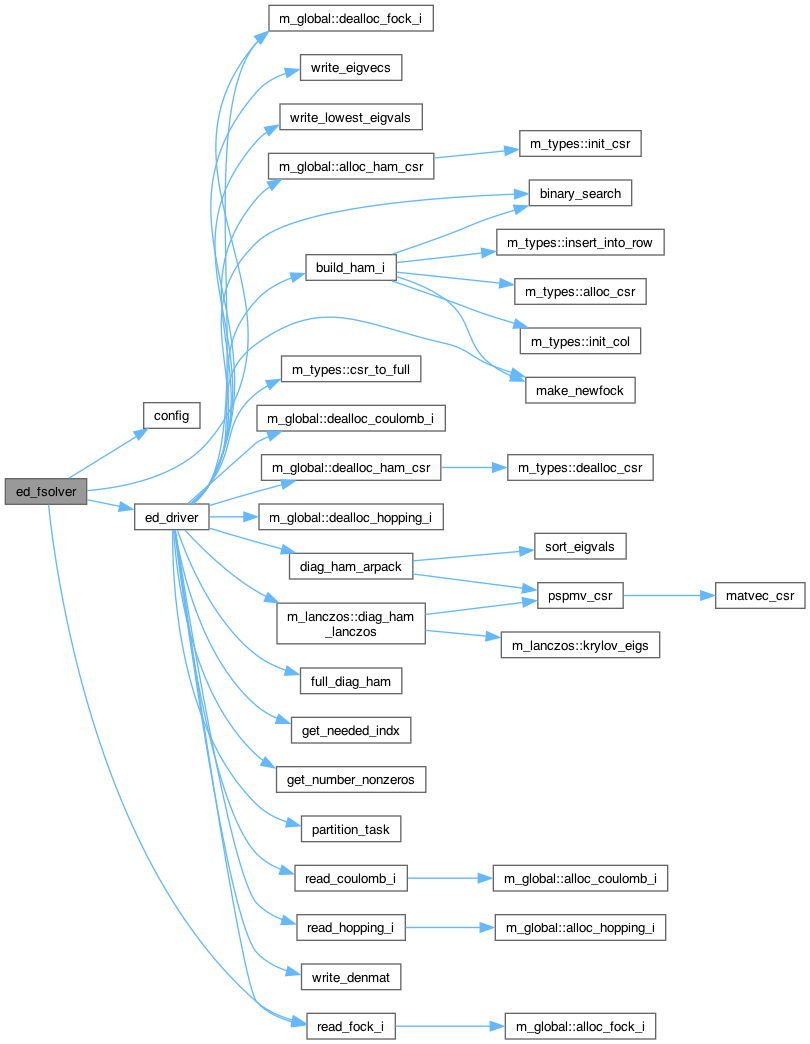 m_global::dealloc_fock_i
write_eigvecs
write_lowest_eigvals
m_types::init_csr
m_global::alloc_ham_csr
binary_search
m_types::insert_into_row
build_ham_i
m_types::alloc_csr
m_types::init_col
m_types::csr_to_full
make_newfock
config
m_global::dealloc_coulomb_i
m_global::dealloc_ham_csr
m_types::dealloc_csr
ed_fsolver
ed_driver
m_global::dealloc_hopping_i
sort_eigvals
diag_ham_arpack
pspmv_csr
matvec_csr
m_lanczos::diag_ham
_lanczos
m_lanczos::krylov_eigs
full_diag_ham
get_needed_indx
get_number_nonzeros
partition_task
read_coulomb_i
m_global::alloc_coulomb_i
read_hopping_i
m_global::alloc_hopping_i
write_denmat
read_fock_i
m_global::alloc_fock_i